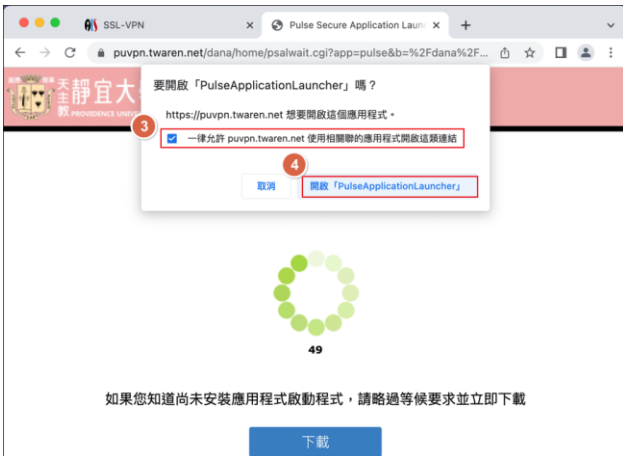 SSL-VPN
Pulse Secure Application Laun
puvpn.twaren.net/dana/home/psalwait.cgi?app=pulse&b=%2Fdana%2F...
天主教
靜宜大
PROVIDENCE UNIVE
要開啟「PulseApplicationLauncher」嗎？
https://puvpn.twaren.net 想要開啟這個應用程式。
3
一律允許 puvpn.twaren.net 使用相關聯的應用程式開啟這類連結
4
取消
開啟「PulseApplicationLauncher」
49
如果您知道尚未安裝應用程式啟動程式，請略過等候要求並立即下載
下載